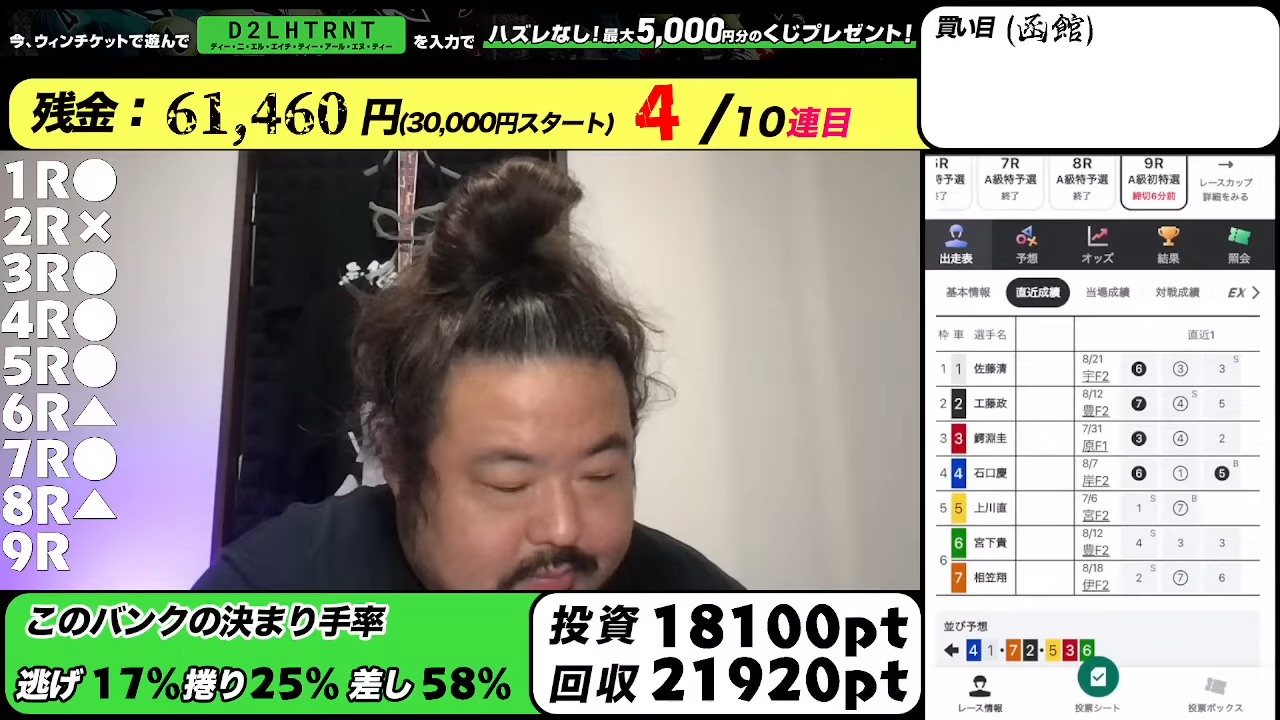 今、ウィンチケットで遊んで
D2LHTRNT
ディー・ニ・エル・エイチ・ティー・アール・エヌ・ティー
を入力で
ハズレなし!最大5,000円分のくじプレゼント!
買い目 (函館)
残金：61,460円(30,000円スタート) 4/10連目
1R●
2R×
3R●
4R●
5R●
6R▲
7R●
8R▲
9R
このバンクの決まり手率
逃げ 17% 捲り25% 差し 58%
投資 18100pt
回収 21920pt
7R 8R 9R →
A級特予選 A級特予選 A級初特選 レースカップ
終了 終了 締切6分前 詳細をみる
出走表 予想 オッズ 結果 照会
基本情報 直近成績 当場成績 対戦成績 EX
枠 車 選手名 直近1
1 1 佐藤清 8/21 宇F2 ❻ ③ 3 S
2 2 工藤政 8/12 豊F2 ❼ ④ S 5
3 3 鰐淵圭 7/31 原F1 ❸ ④ 2
4 4 石口慶 8/7 岸F2 ❻ ① ❺ B
5 5 上川直 7/6 宮F2 1 S ⑦ B
6 6 宮下貴 8/12 豊F2 4 S 3 3
7 相笠翔 8/18 伊F2 2 S ⑦ 6
並び予想
← 4 1・7 2・5 3 6
レース情報 投票シート 投票ボックス